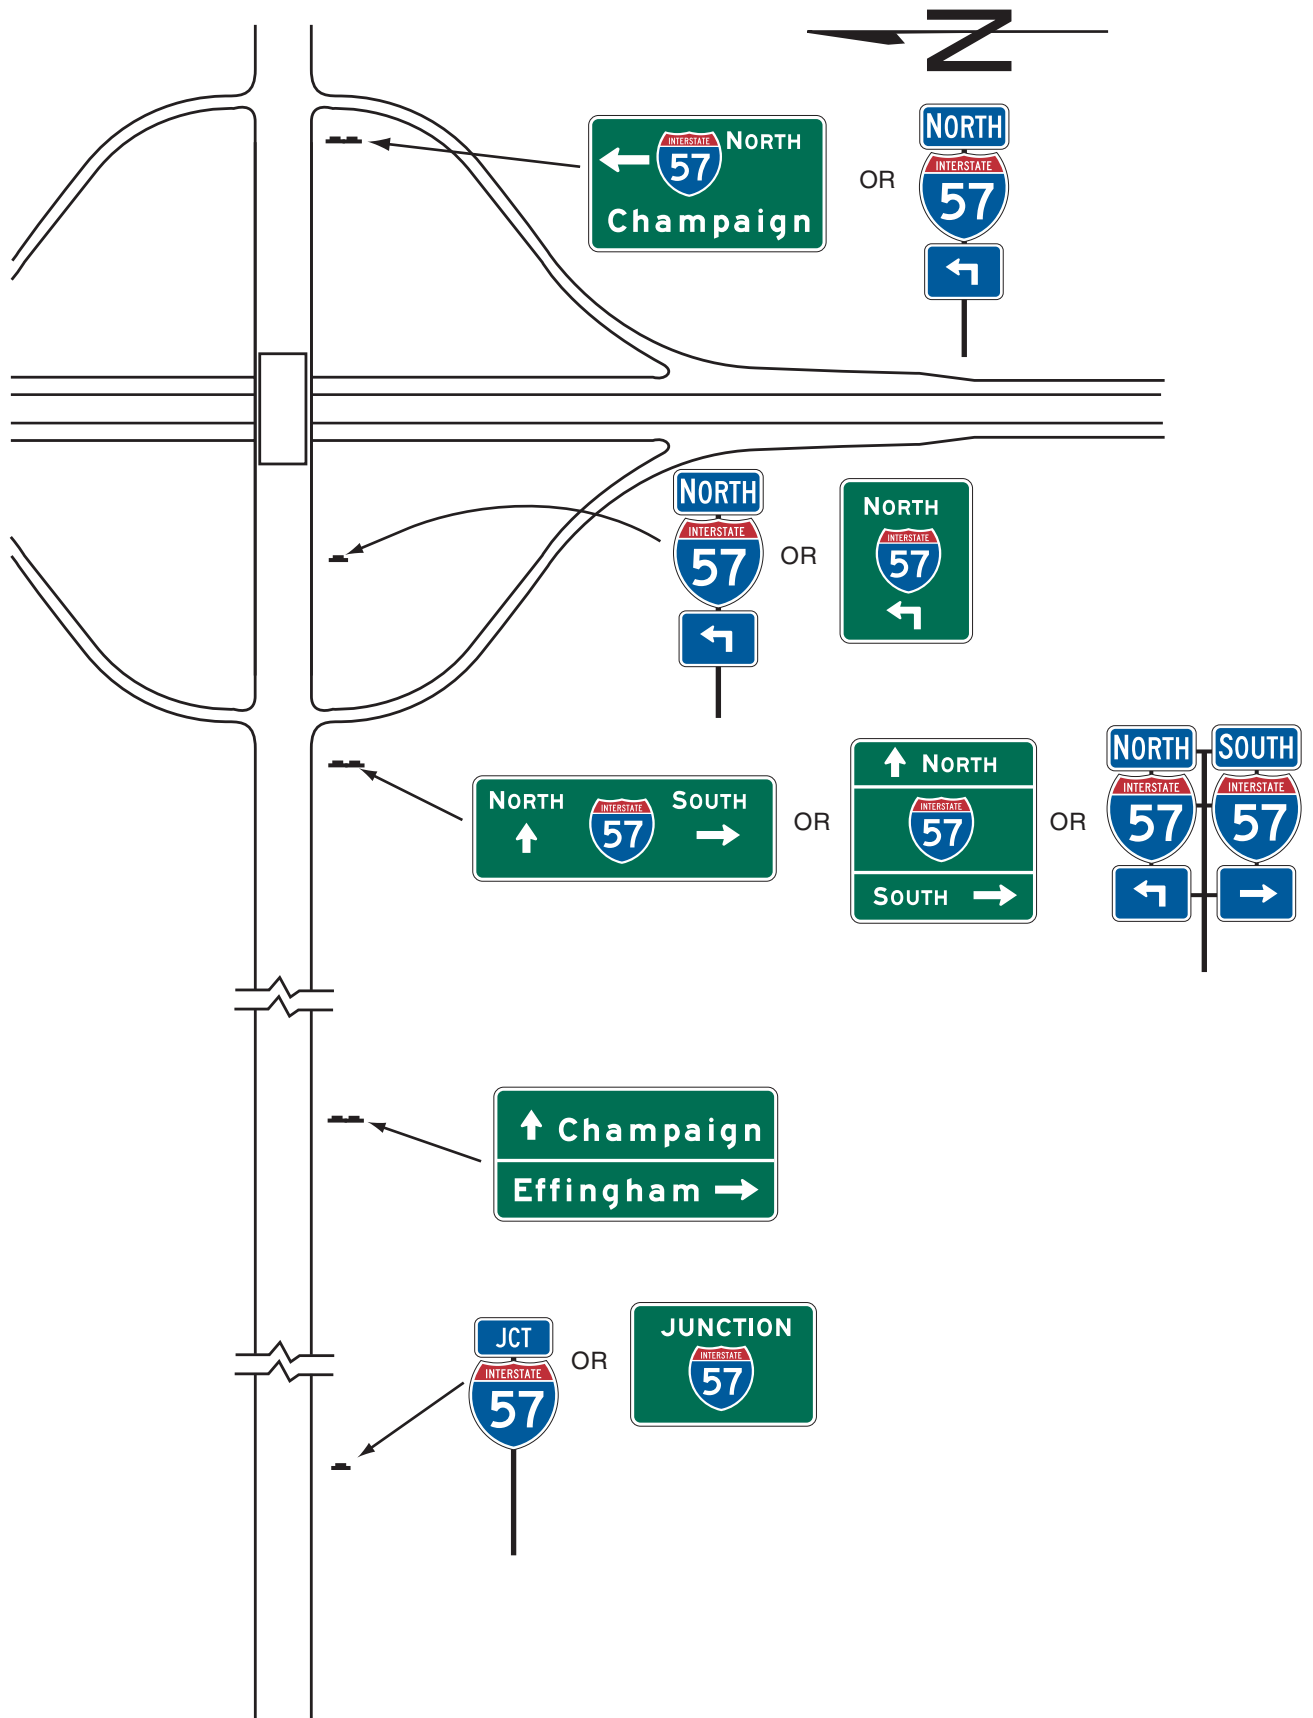 N
INTERSTATE
57
NORTH
Champaign
OR
NORTH
INTERSTATE
57
NORTH
INTERSTATE
57
OR
NORTH
INTERSTATE
57
NORTH
INTERSTATE
57
SOUTH
OR
NORTH
INTERSTATE
57
SOUTH
OR
NORTH
INTERSTATE
57
SOUTH
INTERSTATE
57
Champaign
Effingham
JCT
INTERSTATE
57
OR
JUNCTION
INTERSTATE
57